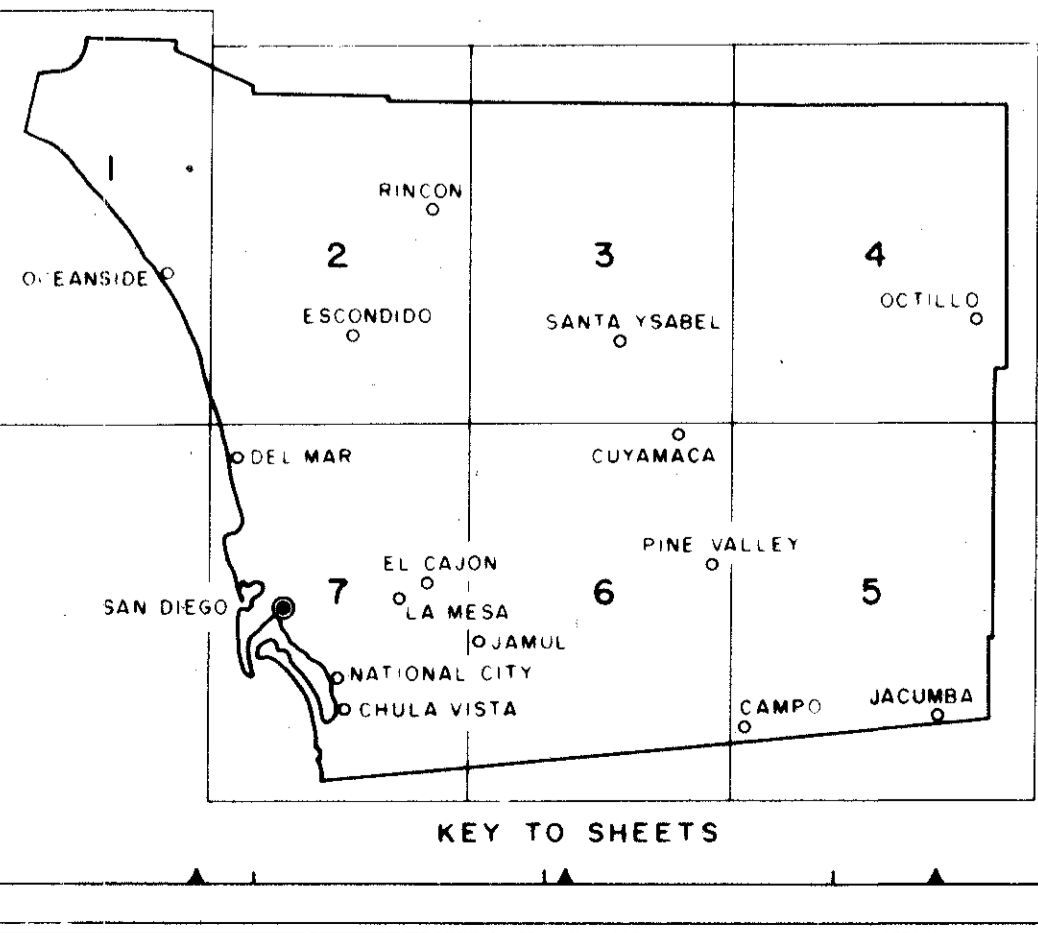 1
RINCON
2
3
4
OCEANSIDE
OCTILLO
ESCONDIDO
SANTA YSABEL
DEL MAR
CUYAMACA
PINE VALLEY
EL CAJON
7
6
5
SAN DIEGO
LA MESA
JAMUL
NATIONAL CITY
JACUMBA
CAMPO
CHULA VISTA
KEY TO SHEETS